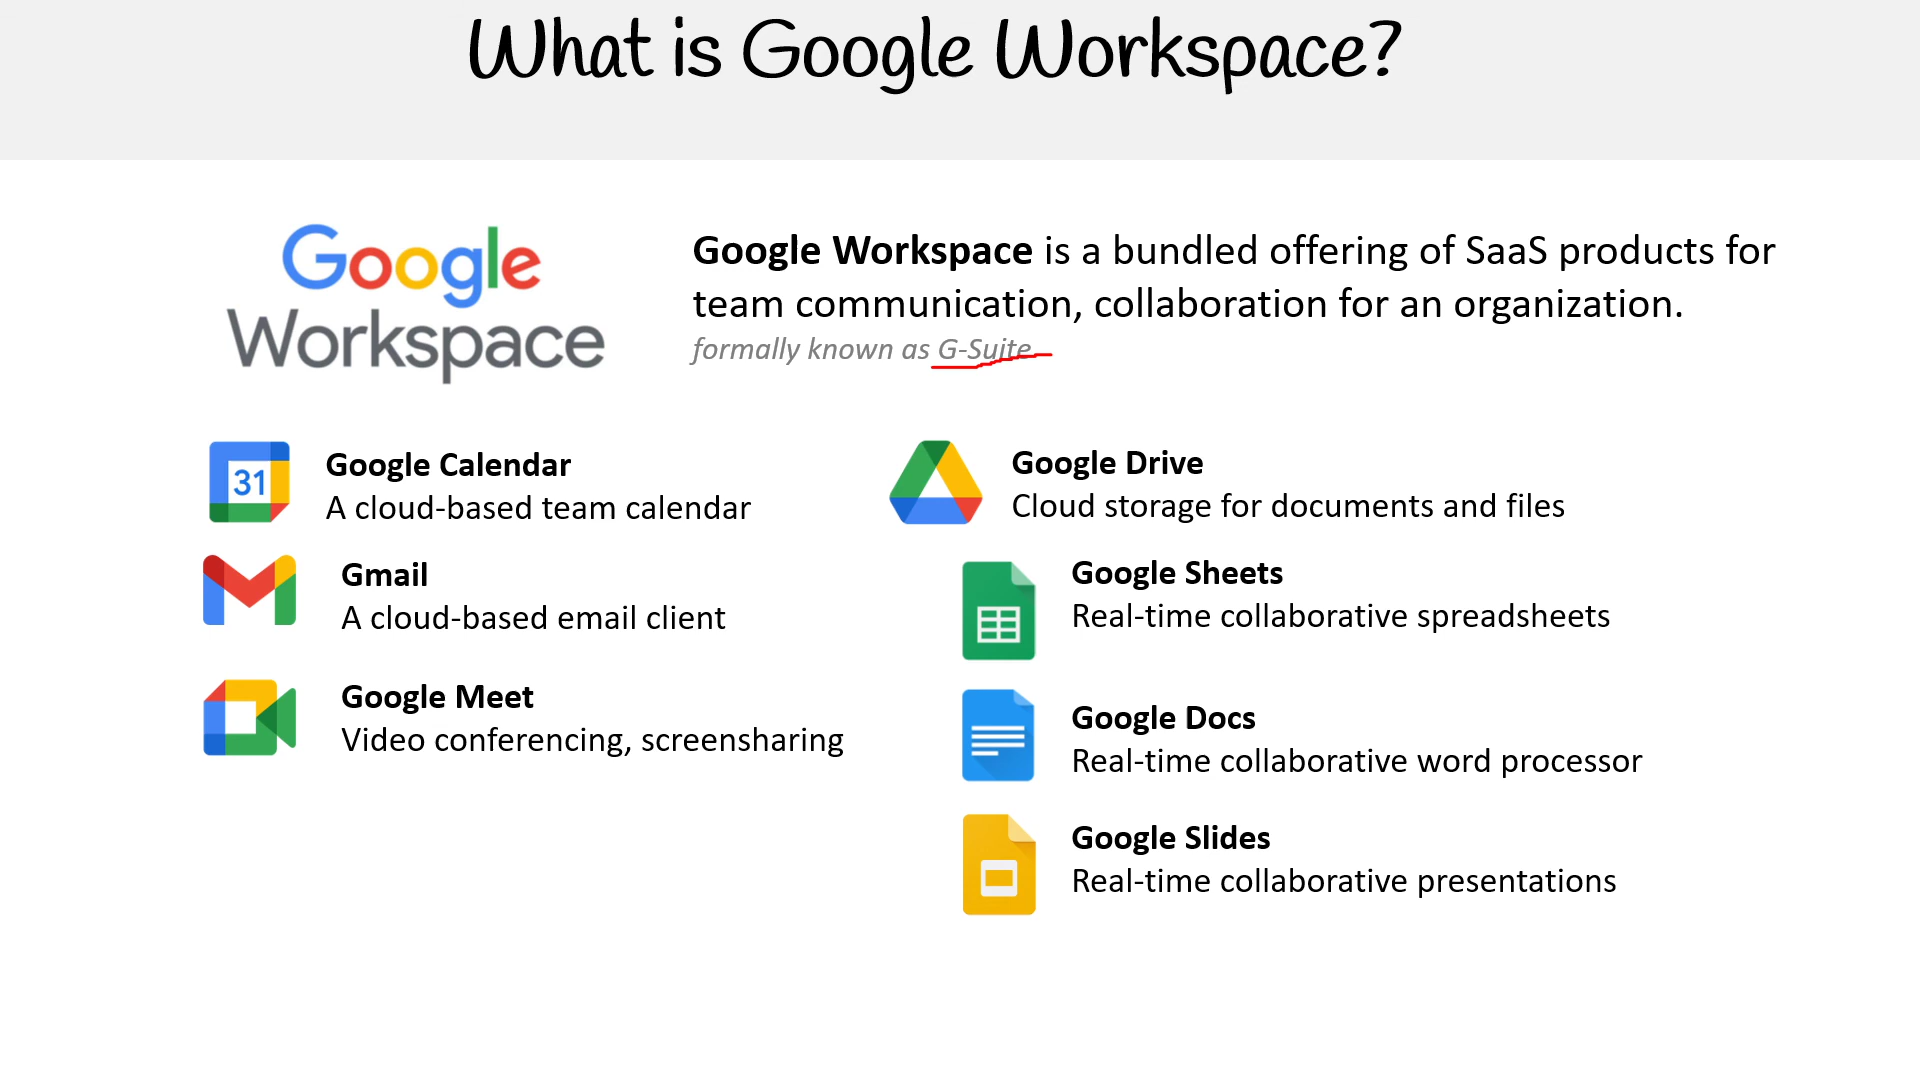 What is Google Workspace?
Google
Workspace
Google Workspace is a bundled offering of SaaS products for
team communication, collaboration for an organization.
formally known as G-Suite
31
Google Calendar
A cloud-based team calendar
Gmail
A cloud-based email client
Google Meet
Video conferencing, screensharing
Google Drive
Cloud storage for documents and files
Google Sheets
Real-time collaborative spreadsheets
Google Docs
Real-time collaborative word processor
Google Slides
Real-time collaborative presentations